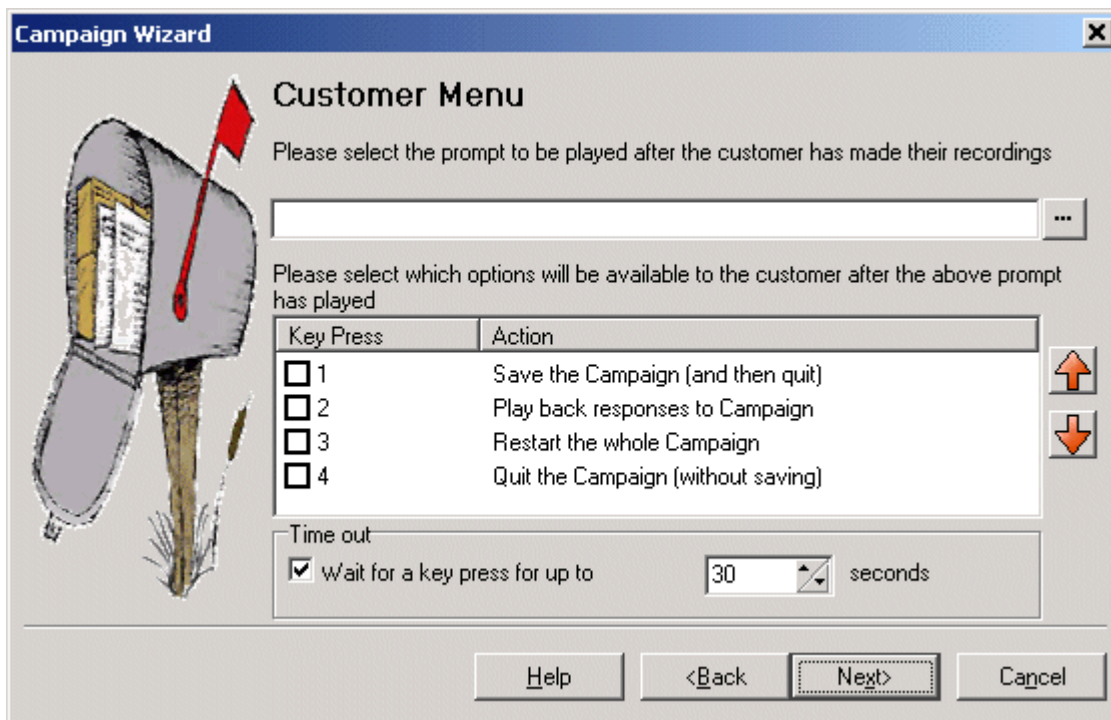 Campaign Wizard
Customer Menu
Please select the prompt to be played after the customer has made their recordings
...
Please select which options will be available to the customer after the above prompt
has played
Key Press Action
1 Save the Campaign (and then quit)
2 Play back responses to Campaign
3 Restart the whole Campaign
4 Quit the Campaign (without saving)
Time out
Wait for a key press for up to 30 seconds
Help <Back Next> Cancel